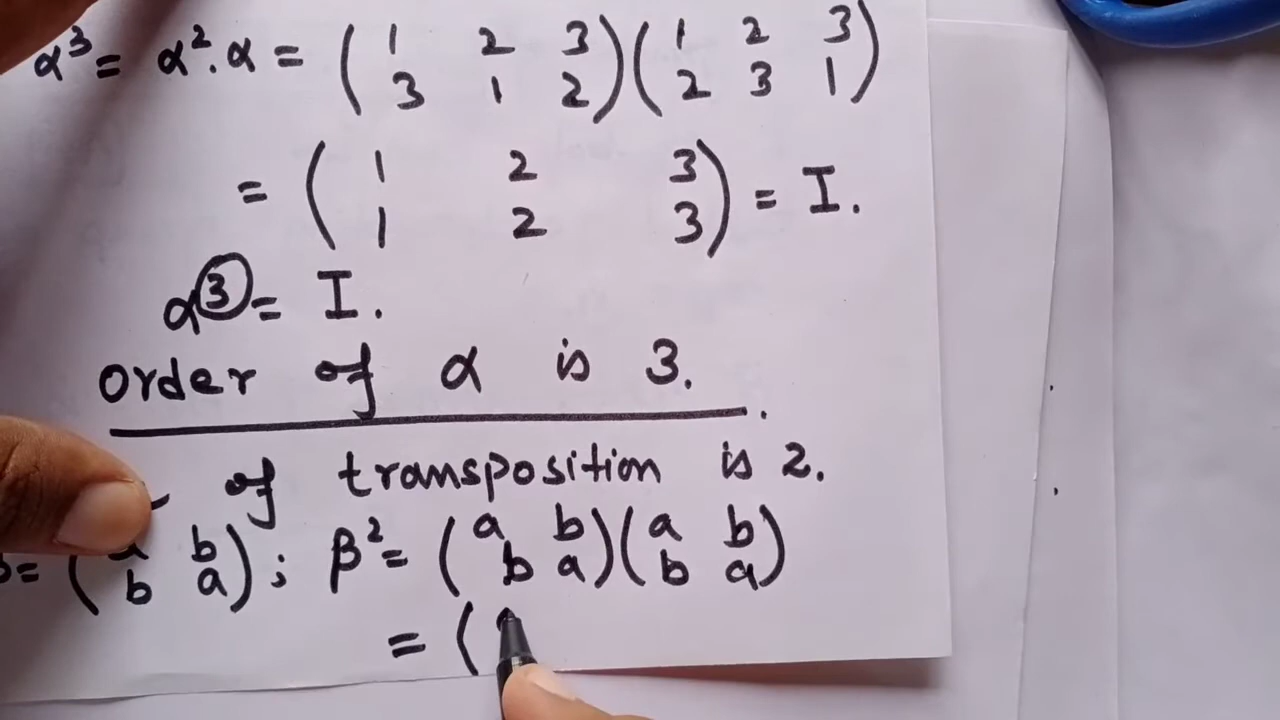 α³ = α².α = (1 2 3 / 3 1 2)(1 2 3 / 2 3 1)
= (1 2 3 / 1 2 3) = I.
α³ = I.
order of α is 3.
of transposition is 2.
= (a b / b a); β² = (a b / b a)(a b / b a)
= (